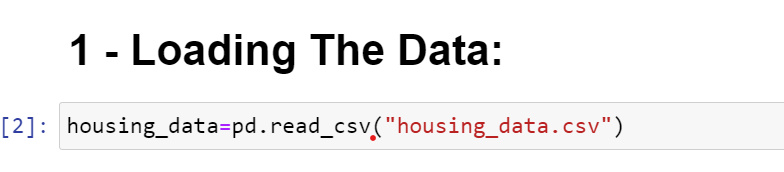 1 - Loading The Data:
[2]: housing_data=pd.read_csv("housing_data.csv")